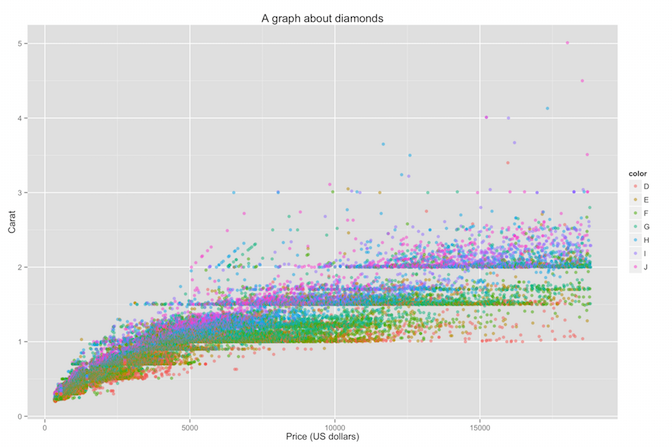 A graph about diamonds
5
4
3
2
1
0
Carat
0 5000 10000 15000
Price (US dollars)
color
D
E
F
G
H
I
J